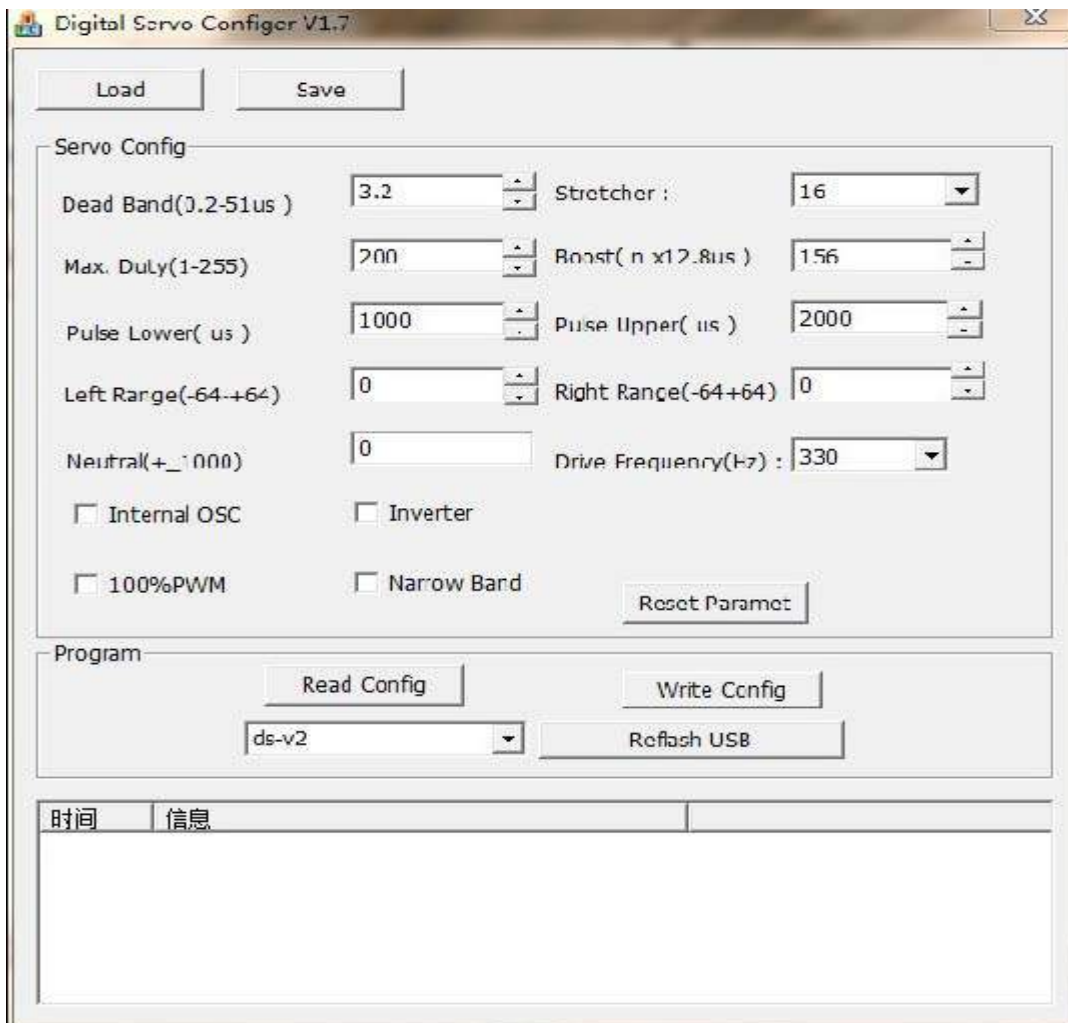 Digital Servo Configer V1.7
Load Save
Servo Config
Dead Band(0.2-51us ) 3.2 Stretcher : 16
Max. Duty(1-255) 200 Boost( n x12.8us ) 156
Pulse Lower( us ) 1000 Pulse Upper( us ) 2000
Left Range(-64-+64) 0 Right Range(-64+64) 0
Neutral(+_1000) 0 Drive Frequency(Hz) : 330
Internal OSC Inverter
100%PWM Narrow Band
Reset Paramet
Program
Read Config Write Config
ds-v2 Reflash USB
时间 信息